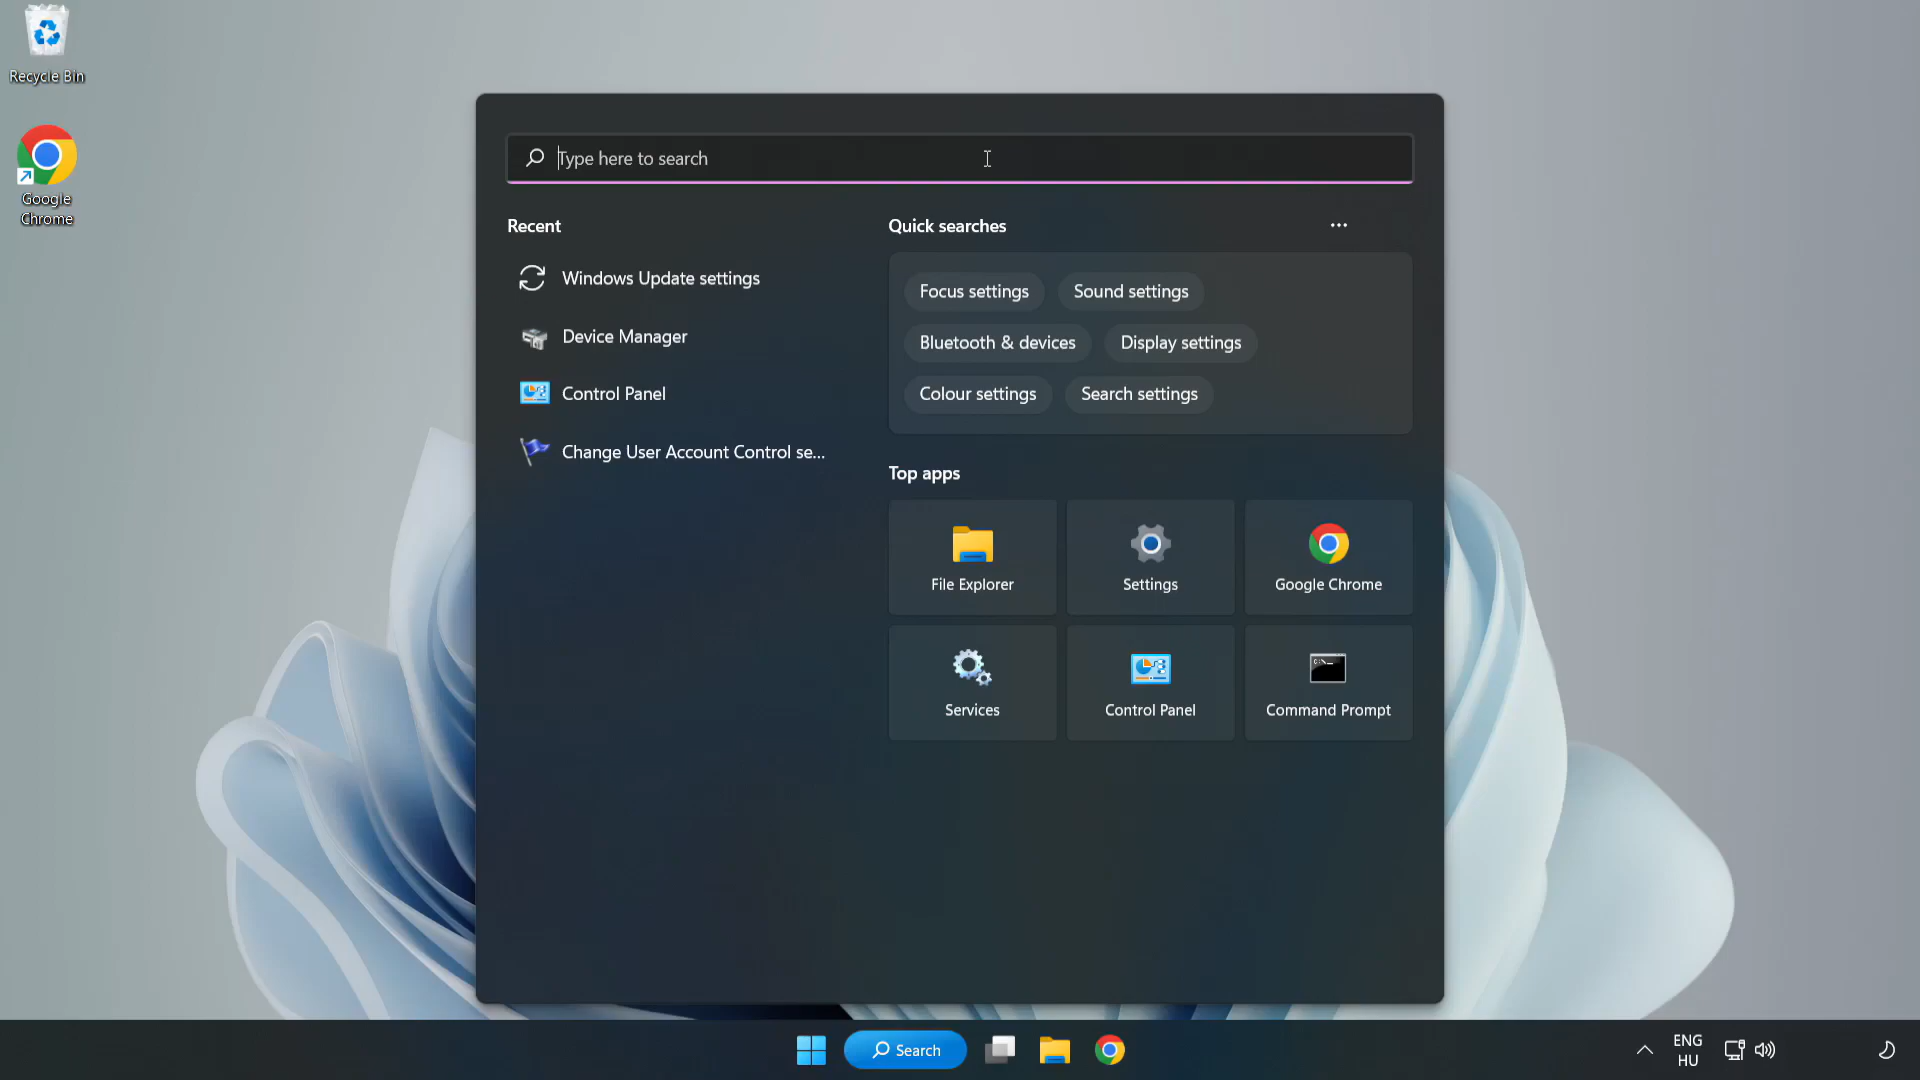 Recycle Bin
Google
Chrome
Type here to search
Recent
Windows Update settings
Device Manager
Control Panel
Change User Account Control se...
Quick searches
Focus settings
Sound settings
Bluetooth & devices
Display settings
Colour settings
Search settings
Top apps
File Explorer
Settings
Google Chrome
Services
Control Panel
Command Prompt
Search
ENG
HU